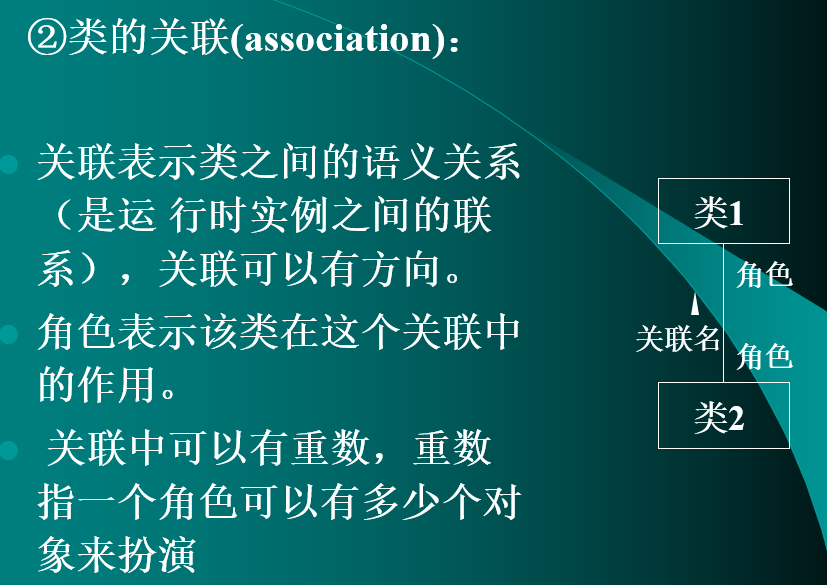 ②类的关联(association)：
关联表示类之间的语义关系
（是运 行时实例之间的联
系），关联可以有方向。
角色表示该类在这个关联中
的作用。
关联中可以有重数，重数
指一个角色可以有多少个对
象来扮演
类1
角色
关联名
角色
类2